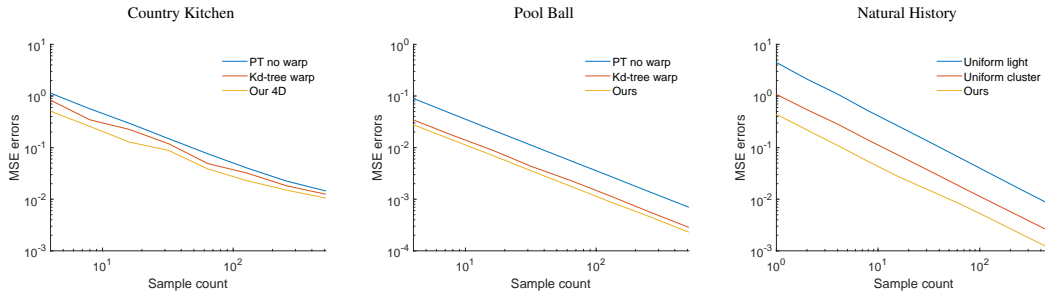 Country Kitchen
10^1
10^0
10^-1
10^-2
10^-3
MSE errors
10^1
10^2
Sample count
PT no warp
Kd-tree warp
Our 4D
Pool Ball
10^0
10^-1
10^-2
10^-3
10^-4
MSE errors
10^1
10^2
Sample count
PT no warp
Kd-tree warp
Ours
Natural History
10^1
10^0
10^-1
10^-2
10^-3
MSE errors
10^0
10^1
10^2
Sample count
Uniform light
Uniform cluster
Ours